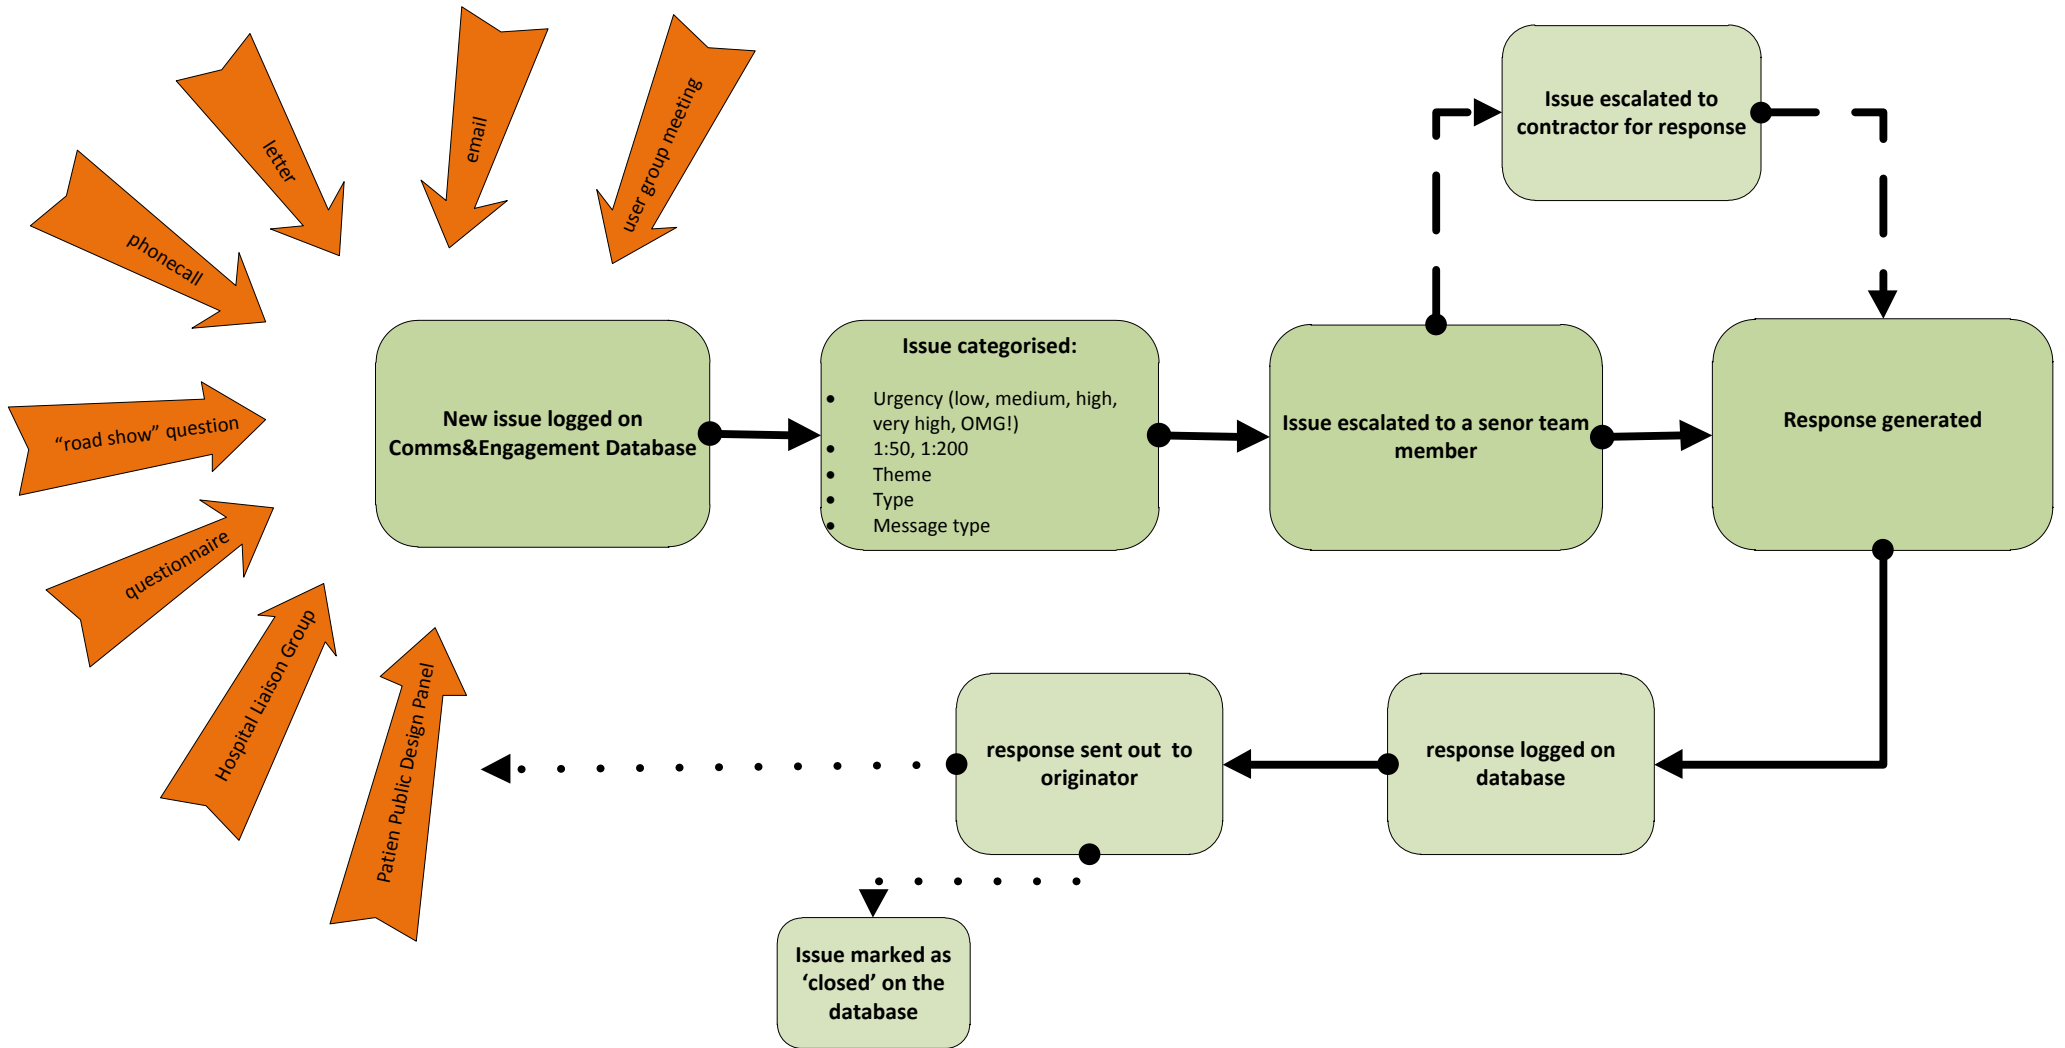 letter
email
user group meeting
phonecall
"road show" question
questionnaire
Hospital Liaison Group
Patien Public Design Panel
New issue logged on
Comms&Engagement Database
Issue categorised:
• Urgency (low, medium, high,
very high, OMG!)
• 1:50, 1:200
• Theme
• Type
• Message type
Issue escalated to a senor team
member
Issue escalated to
contractor for response
Response generated
response logged on
database
response sent out to
originator
Issue marked as
‘closed’ on the
database